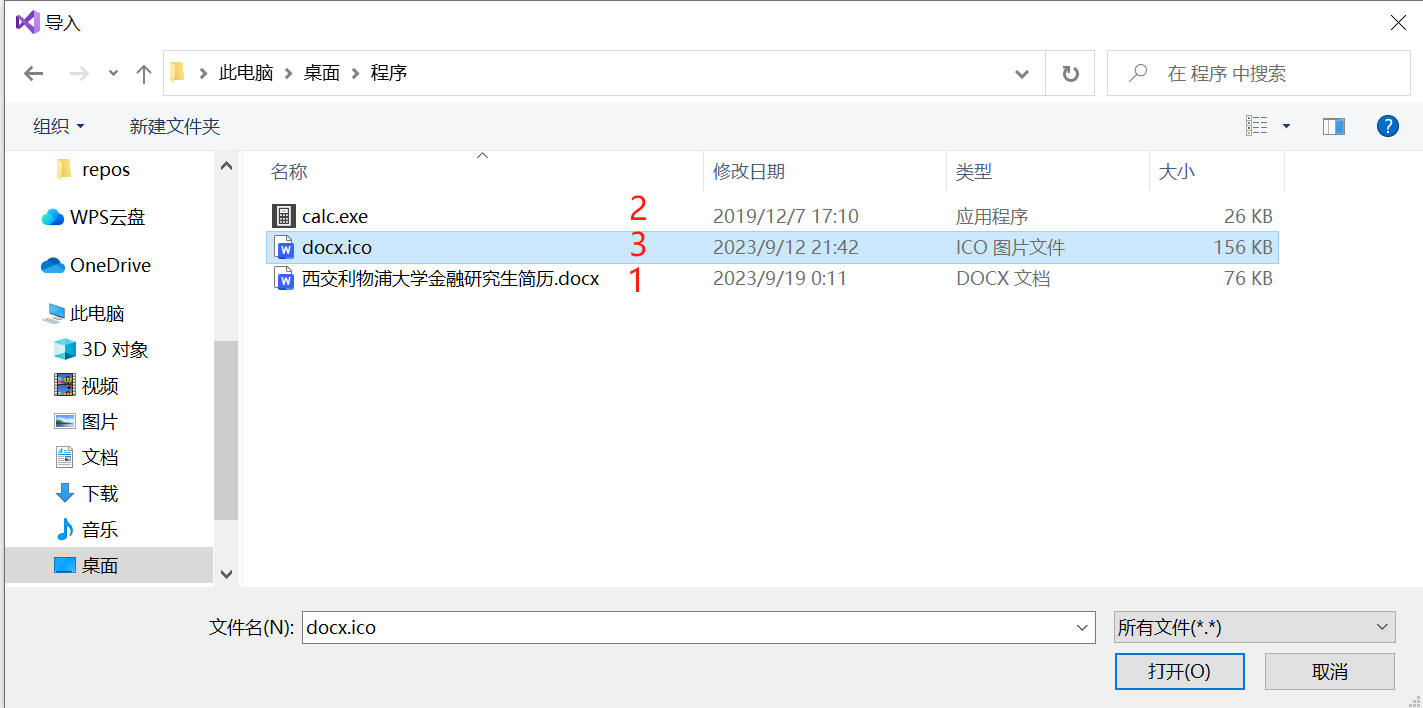 导入
此电脑 桌面 程序 在 程序 中搜索
组织 新建文件夹
名称 修改日期 类型 大小
repos
WPS云盘
OneDrive
此电脑
3D 对象
视频
图片
文档
下载
音乐
桌面
calc.exe 2 2019/12/7 17:10 应用程序 26 KB
docx.ico 3 2023/9/12 21:42 ICO 图片文件 156 KB
西交利物浦大学金融研究生简历.docx 1 2023/9/19 0:11 DOCX 文档 76 KB
文件名(N): docx.ico 所有文件(*.*)
打开(O) 取消